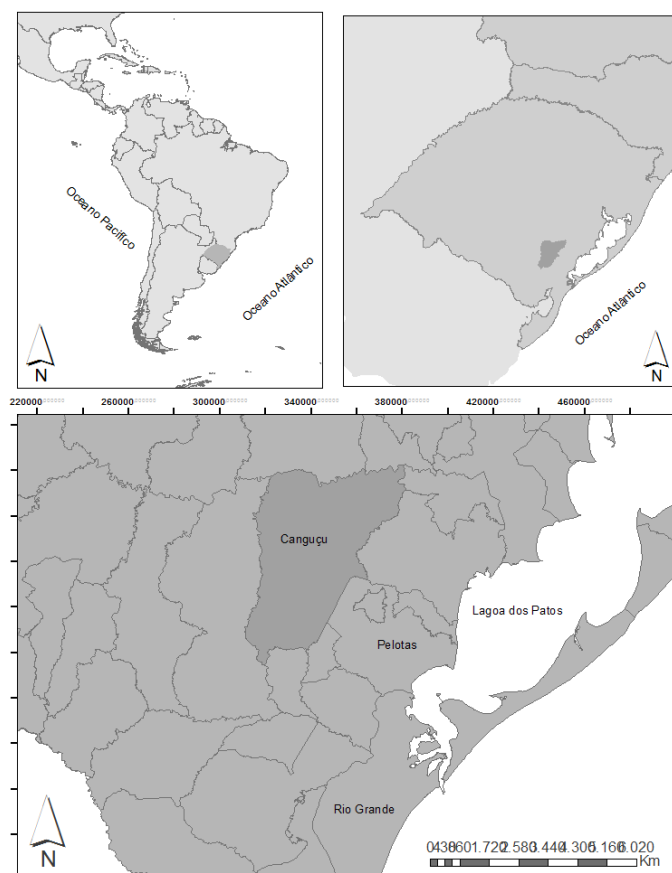 Oceano Pacífico
Oceano Atlântico
N
Oceano Atlântico
N
220000 260000 300000 340000 380000 420000 460000
Canguçu
Lagoa dos Patos
Pelotas
Rio Grande
N
Km